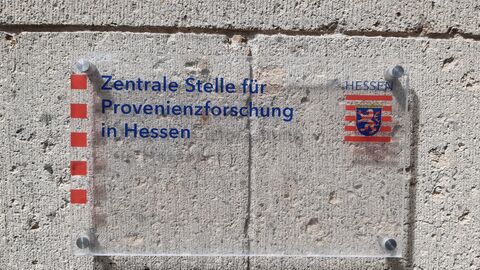 Zentrale Stelle für
Provenienzforschung
in Hessen
HESSEN